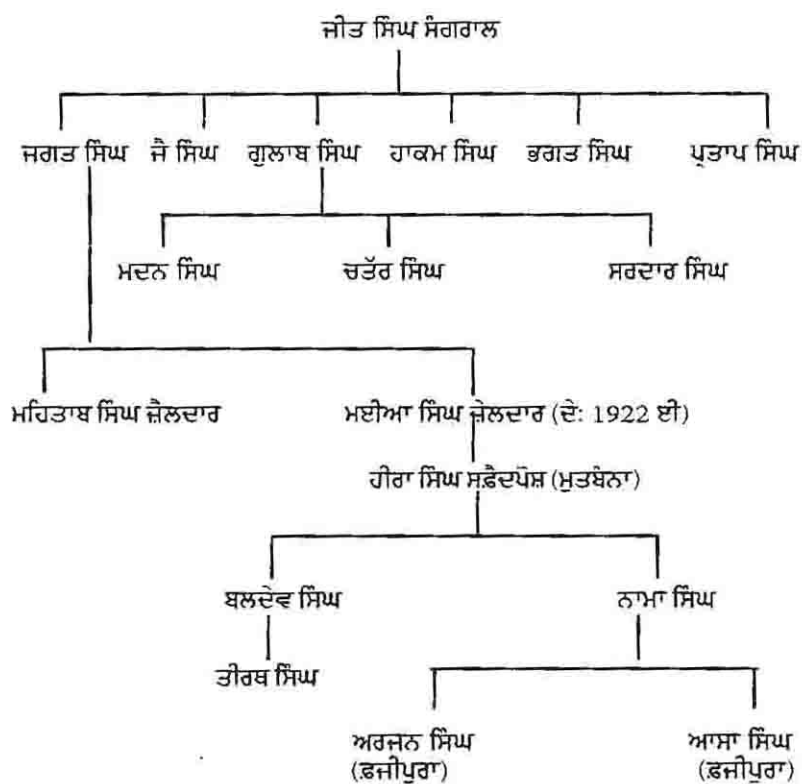 ਜੀਤ ਸਿੰਘ ਸੰਗਰਾਲ
ਜਗਤ ਸਿੰਘ ਜੈ ਸਿੰਘ ਗੁਲਾਬ ਸਿੰਘ ਹਾਕਮ ਸਿੰਘ ਭਗਤ ਸਿੰਘ ਪ੍ਰਤਾਪ ਸਿੰਘ
ਮਦਨ ਸਿੰਘ ਚਤੱਰ ਸਿੰਘ ਸਰਦਾਰ ਸਿੰਘ
ਮਹਿਤਾਬ ਸਿੰਘ ਜ਼ੈਲਦਾਰ ਮਈਆ ਸਿੰਘ ਜ਼ੇਲਦਾਰ (ਦੇ: 1922 ਈ)
ਹੀਰਾ ਸਿੰਘ ਸਫ਼ੈਦਪੋਸ਼ (ਮੁਤਬੰਨਾ)
ਬਲਦੇਵ ਸਿੰਘ ਨਾਮਾ ਸਿੰਘ
ਤੀਰਥ ਸਿੰਘ
ਅਰਜਨ ਸਿੰਘ ਆਸਾ ਸਿੰਘ
(ਫ਼ਜੀਪੁਰਾ) (ਫ਼ਜੀਪੁਰਾ)